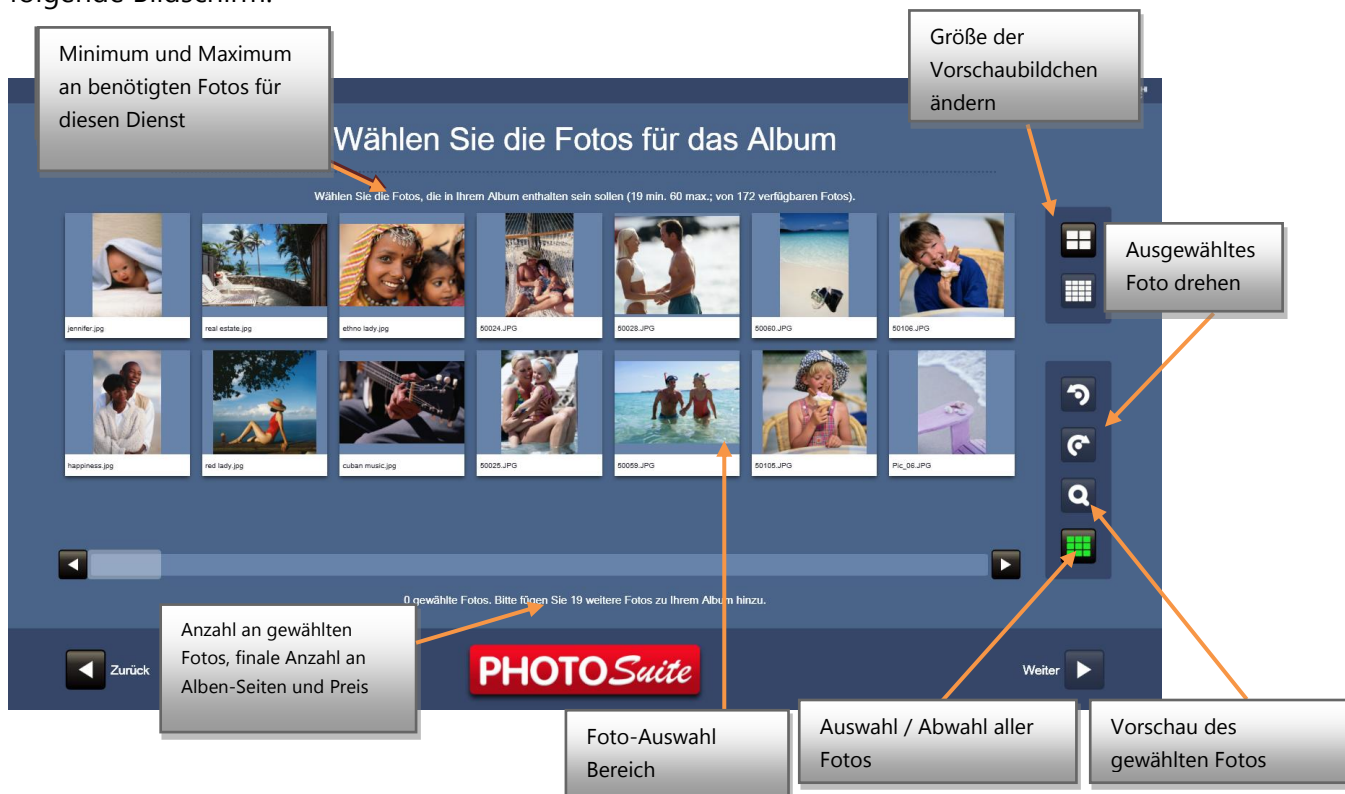 folgende Bildschirm.
Minimum und Maximum
an benötigten Fotos für
diesen Dienst
Größe der
Vorschaubildchen
ändern
Wählen Sie die Fotos für das Album
Wählen Sie die Fotos, die in Ihrem Album enthalten sein sollen (19 min. 60 max.; von 172 verfügbaren Fotos).
Ausgewähltes
Foto drehen
jennifer.jpg
real estate.jpg
ethno lady.jpg
50024.JPG
50028.JPG
50060.JPG
50106.JPG
happiness.jpg
red lady.jpg
cuban music.jpg
50025.JPG
50059.JPG
50105.JPG
Pic_06.JPG
0 gewählte Fotos. Bitte fügen Sie 19 weitere Fotos zu Ihrem Album hinzu.
Anzahl an gewählten
Fotos, finale Anzahl an
Alben-Seiten und Preis
Zurück
PHOTO Suite
Weiter
Foto-Auswahl
Bereich
Auswahl / Abwahl aller
Fotos
Vorschau des
gewählten Fotos